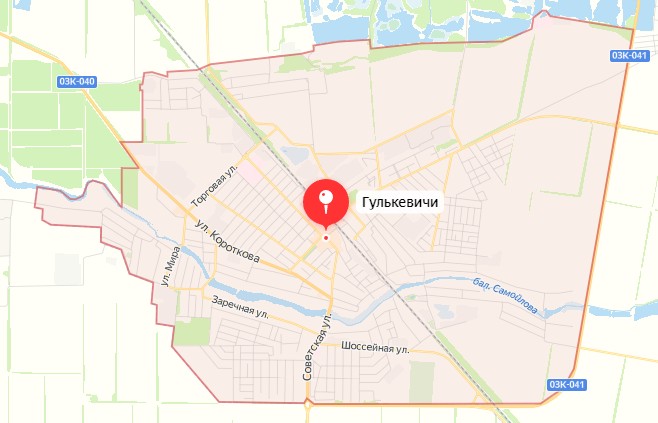 03К-041
03К-040
Торговая ул.
Гулькевичи
ул. Короткова
ул. Мира
бал. Самойлова
Заречная ул.
Советская ул.
Шоссейная ул.
03К-041